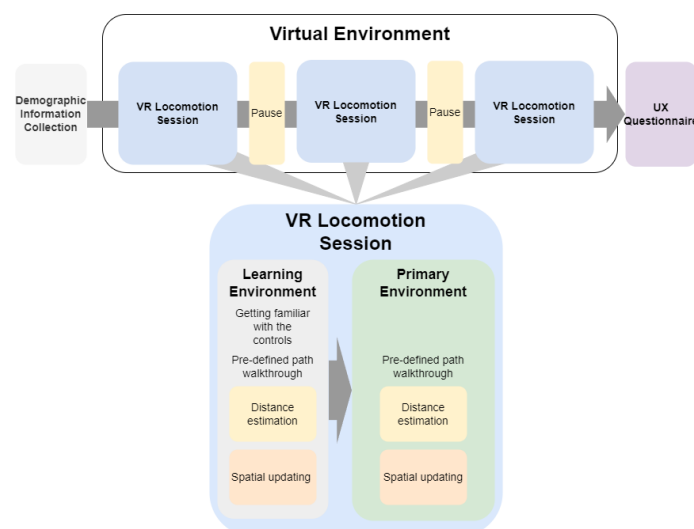 Virtual Environment
Demographic
Information
Collection
VR Locomotion
Session
Pause
VR Locomotion
Session
Pause
VR Locomotion
Session
UX
Questionnaire
VR Locomotion
Session
Learning
Environment
Getting familiar
with the
controls
Pre-defined path
walkthrough
Distance
estimation
Spatial updating
Primary
Environment
Pre-defined path
walkthrough
Distance
estimation
Spatial updating